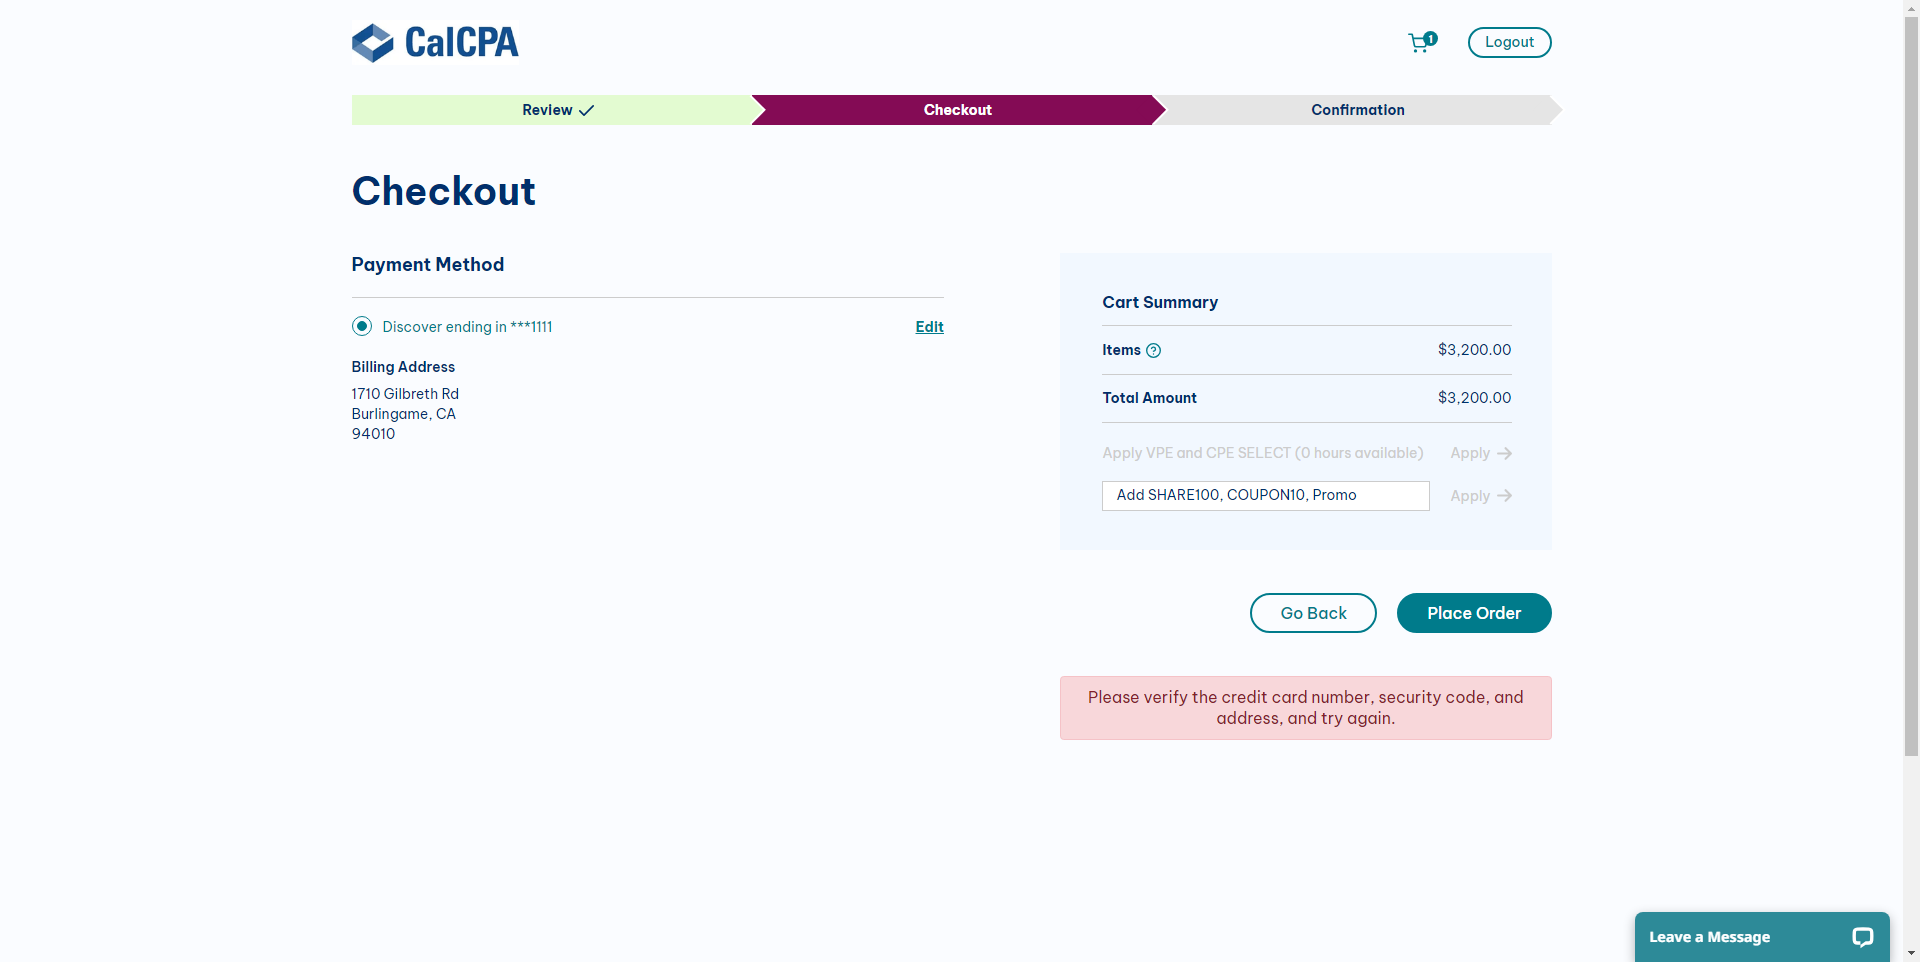 CalCPA
1
Logout
Review
Checkout
Confirmation
Checkout
Payment Method
Discover ending in ***1111
Edit
Billing Address
1710 Gilbreth Rd
Burlingame, CA
94010
Cart Summary
Items ?
$3,200.00
Total Amount
$3,200.00
Apply VPE and CPE SELECT (0 hours available)
Apply
Add SHARE100, COUPON10, Promo
Apply
Go Back
Place Order
Please verify the credit card number, security code, and
address, and try again.
Leave a Message